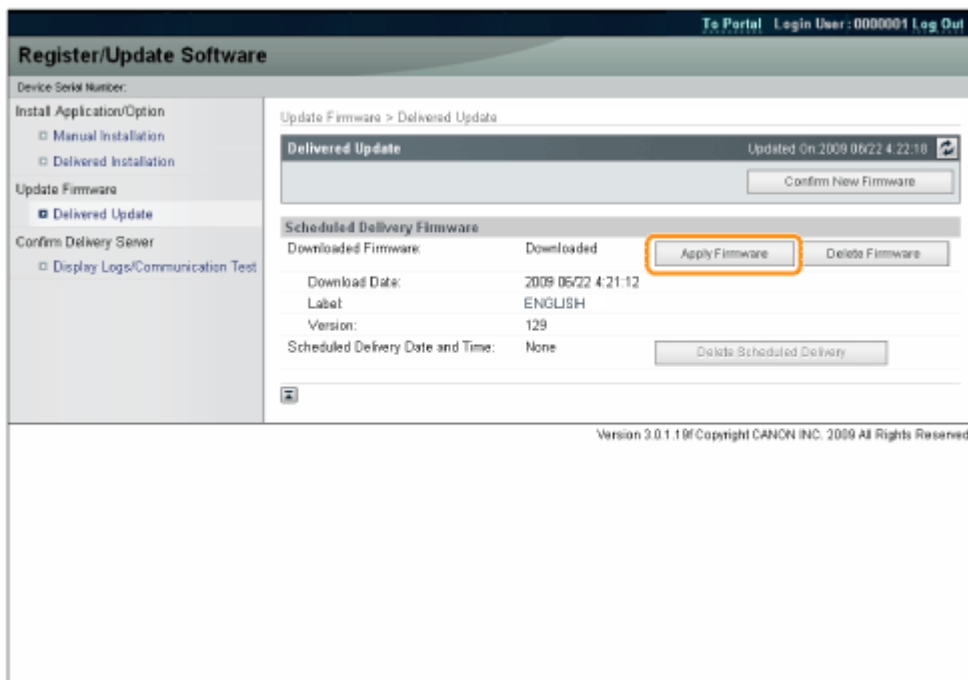 To Portal Login User : 0000001 Log Out
Register/Update Software
Device Serial Number:
Install Application/Option
Manual Installation
Delivered Installation
Update Firmware
Delivered Update
Confirm Delivery Server
Display Logs/Communication Test
Update Firmware > Delivered Update
Delivered Update Updated On:2009 06/22 4:22:18
Confirm New Firmware
Scheduled Delivery Firmware
Downloaded Firmware: Downloaded Apply Firmware Delete Firmware
Download Date: 2009 06/22 4:21:12
Label: ENGLISH
Version: 129
Scheduled Delivery Date and Time: None Delete Scheduled Delivery
Version 3.0.1.19f Copyright CANON INC. 2009 All Rights Reserved